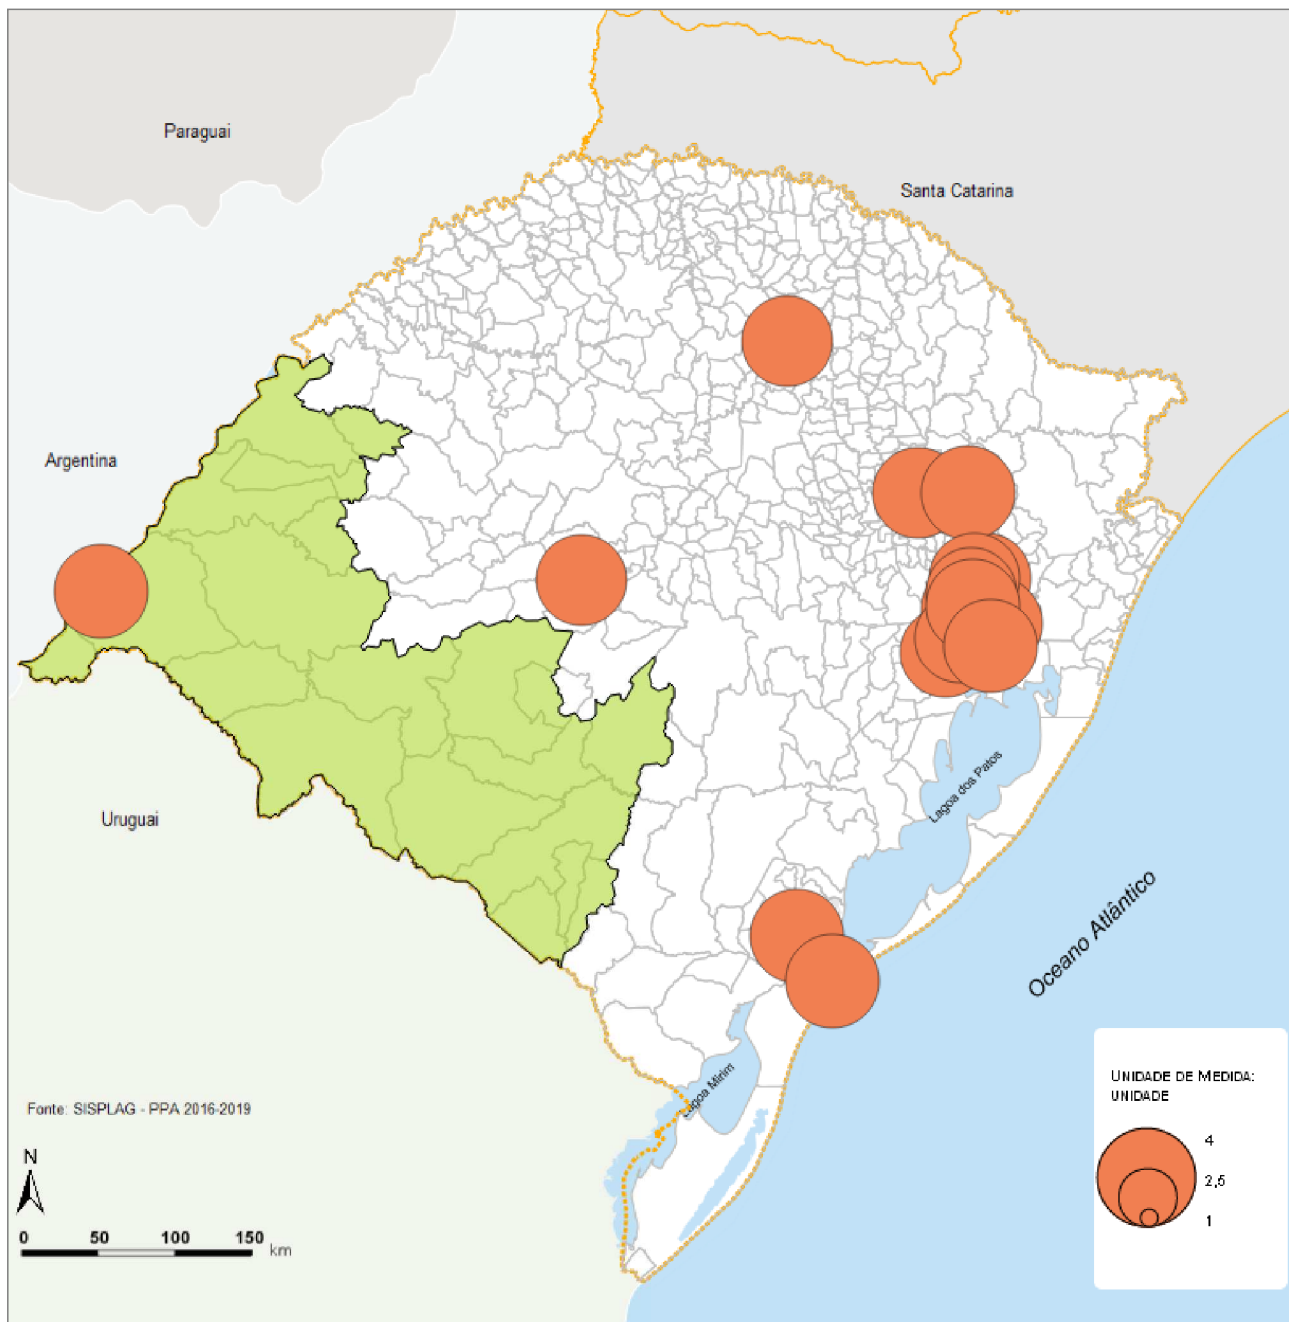 Paraguai
Santa Catarina
Argentina
Uruguai
Lagoa dos Patos
Oceano Atlântico
Lagoa Mirim
Fonte: SISPLAG - PPA 2016-2019
N
0 50 100 150
km
UNIDADE DE MEDIDA:
UNIDADE
4
2,5
1